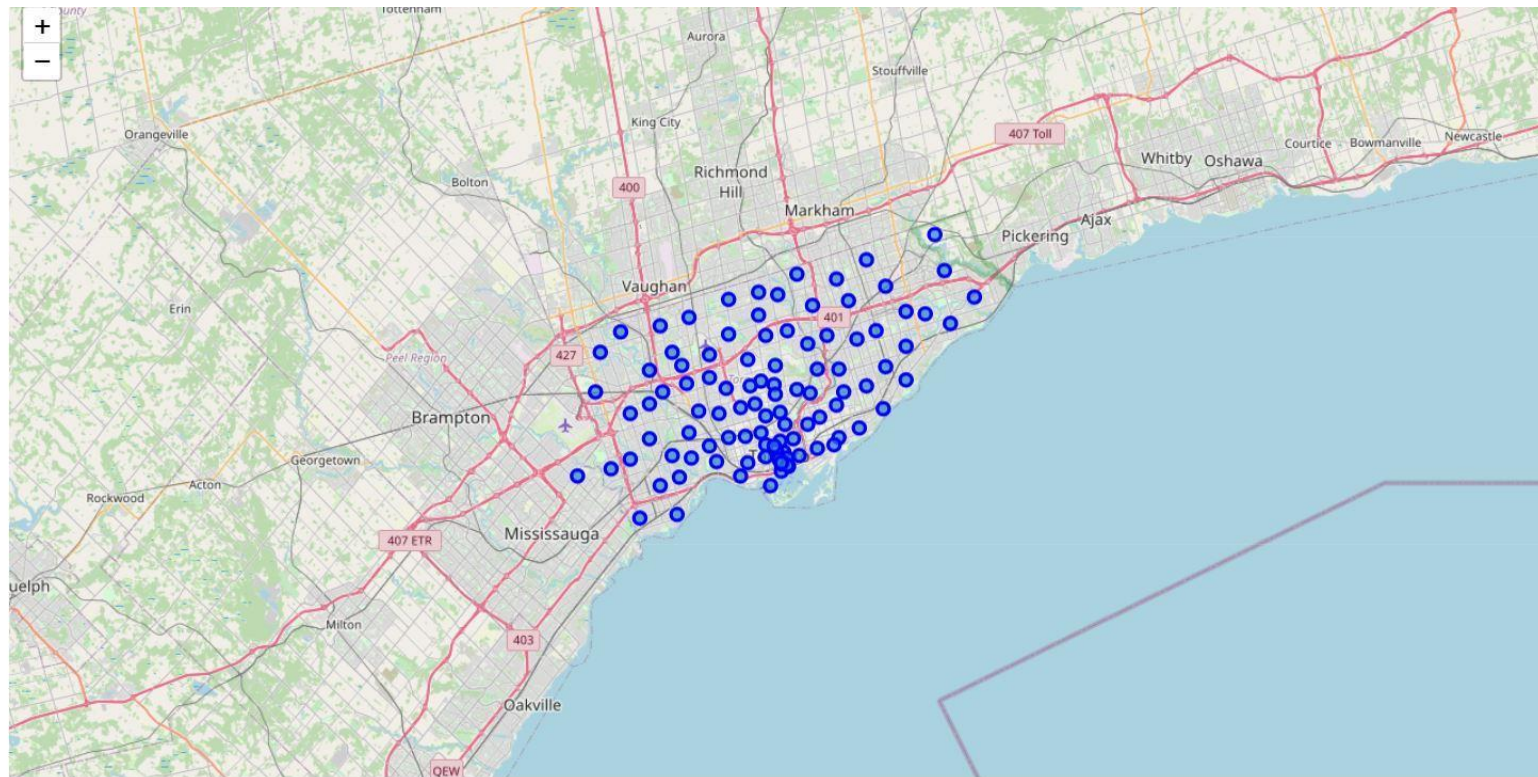 +
−
Tottenham
Aurora
Stouffville
Orangeville
King City
407 Toll
Newcastle
Courtice
Bowmanville
Whitby
Oshawa
Bolton
400
Richmond
Hill
Markham
Ajax
Pickering
Vaughan
Erin
401
427
Peel Region
Brampton
Georgetown
Acton
Rockwood
Mississauga
407 ETR
uelph
Milton
403
Oakville
QEW